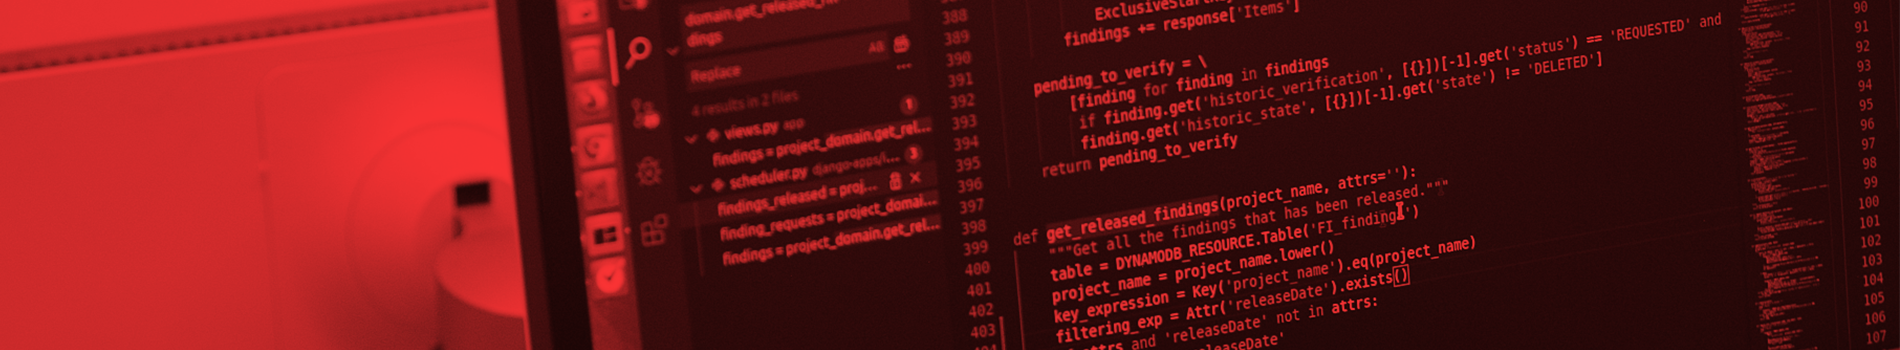 domain.get_released_fin
dings
Replace
AB
4 results in 2 files
views.py app
1
findings = project_domain.get_rel...
scheduler.py django-apps/i...
3
findings_released = proj...
finding_requests = project_domai...
findings = project_domain.get_rel...
388
389
390
391
392
393
394
395
396
397
398
399
400
401
402
403
findings += response['Items']
pending_to_verify = \
[finding for finding in findings
if finding.get('historic_verification', [{}])[-1].get('status') == 'REQUESTED' and
finding.get('historic_state', [{}])[-1].get('state') != 'DELETED']
return pending_to_verify
def get_released_findings(project_name, attrs=''):
"""Get all the findings that has been released."""
table = DYNAMODB_RESOURCE.Table('FI_findings')
project_name = project_name.lower()
key_expression = Key('project_name').eq(project_name)
filtering_exp = Attr('releaseDate').exists()
attrs and 'releaseDate' not in attrs:
90
91
92
93
94
95
96
97
98
99
100
101
102
103
104
105
106
107